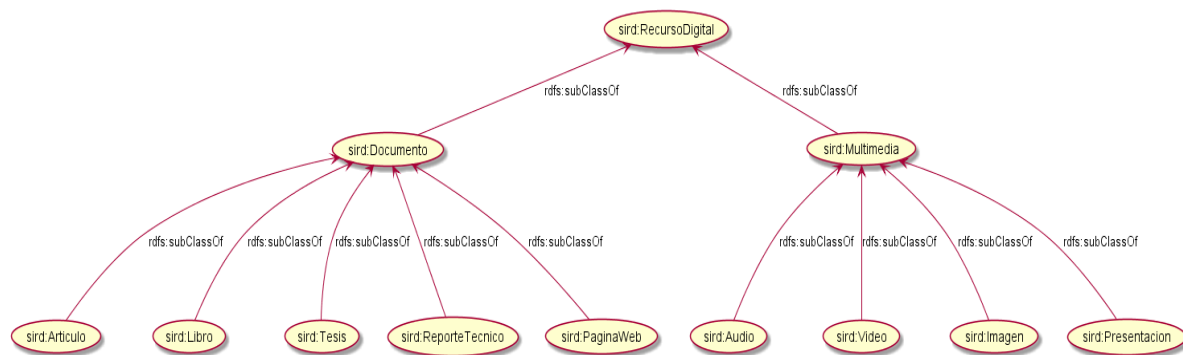 sird:RecursoDigital
rdfs:subClassOf
rdfs:subClassOf
sird:Documento
sird:Multimedia
rdfs:subClassOf
rdfs:subClassOf
rdfs:subClassOf
rdfs:subClassOf
rdfs:subClassOf
rdfs:subClassOf
rdfs:subClassOf
rdfs:subClassOf
rdfs:subClassOf
sird:Articulo
sird:Libro
sird:Tesis
sird:ReporteTecnico
sird:PaginaWeb
sird:Audio
sird:Video
sird:Imagen
sird:Presentacion